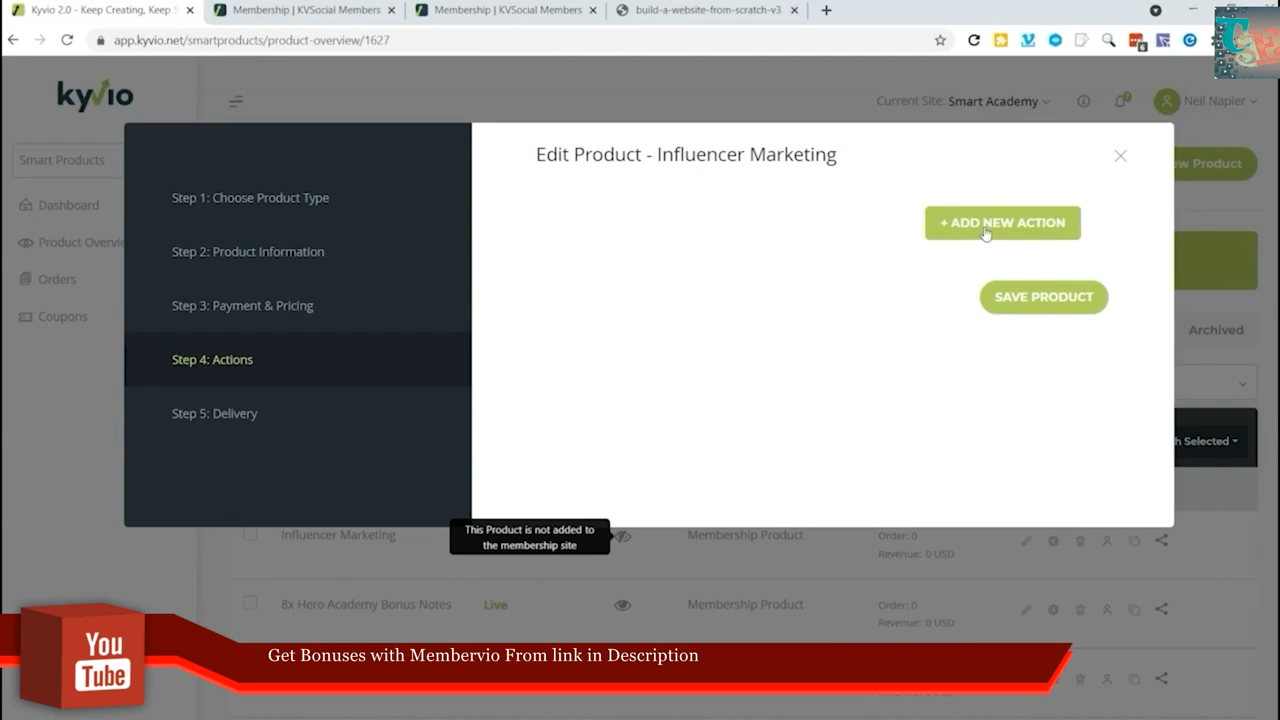 Kyvio 2.0 - Keep Creating, Keep S
Membership | KVSocial Members
Membership | KVSocial Members
build-a-website-from-scratch-v3
app.kyvio.net/smartproducts/product-overview/1627
6
kyvio
Current Site: Smart Academy
Neil Napier
Smart Products
Dashboard
Product Overvi
Orders
Coupons
ew Product
Archived
h Selected
Edit Product - Influencer Marketing
Step 1: Choose Product Type
Step 2: Product Information
Step 3: Payment & Pricing
Step 4: Actions
Step 5: Delivery
+ ADD NEW ACTION
SAVE PRODUCT
This Product is not added to
the membership site
Influencer Marketing
Membership Product
Order: 0
Revenue: 0 USD
8x Hero Academy Bonus Notes
Live
Membership Product
Order: 0
Revenue: 0 USD
You
Tube
Get Bonuses with Membervio From link in Description